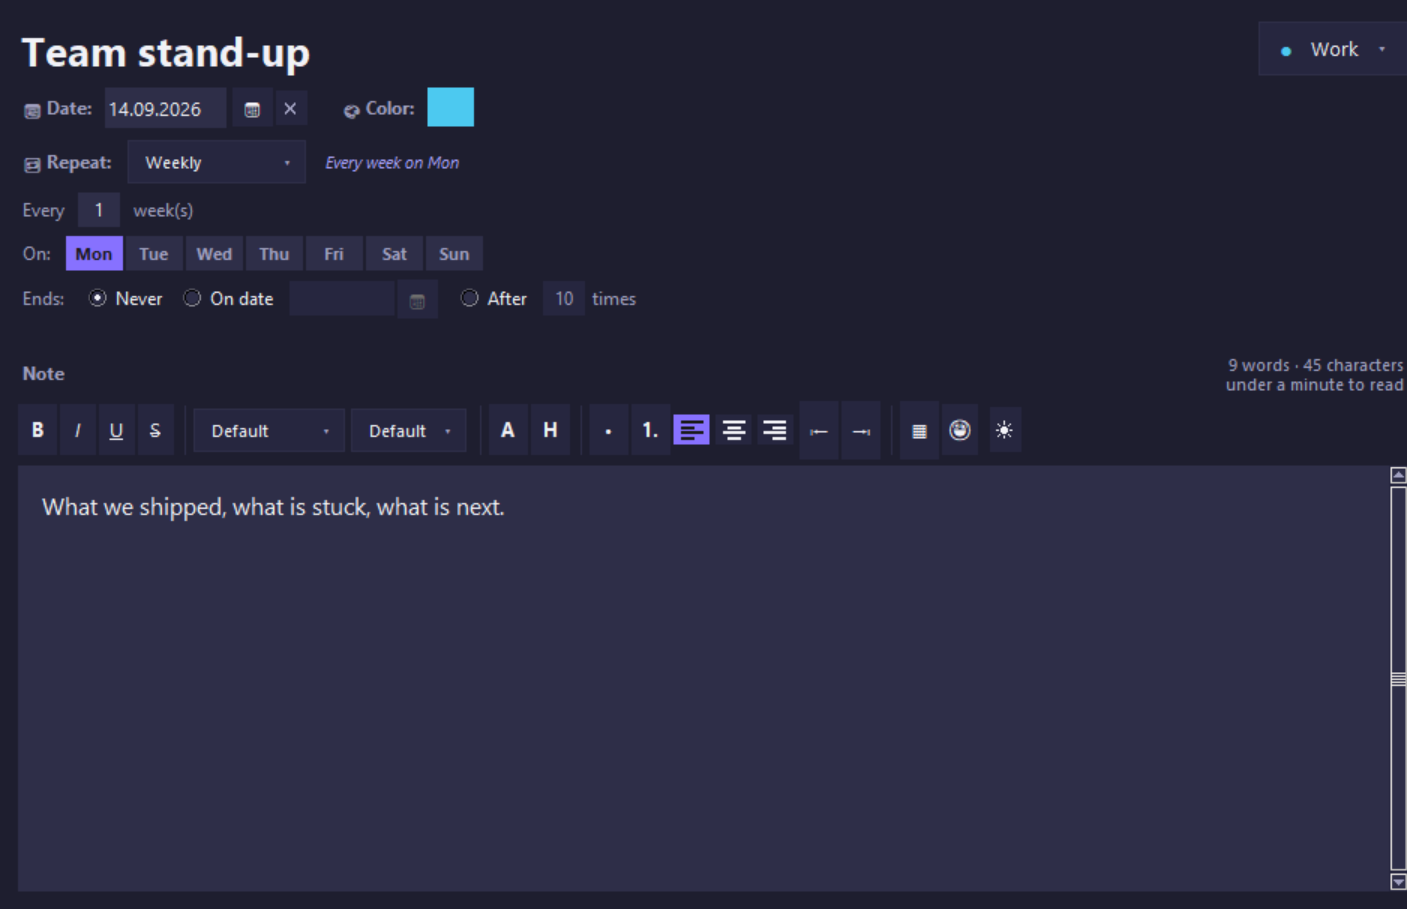 Team stand-up
Work
Date: 14.09.2026 Color:
Repeat: Weekly Every week on Mon
Every 1 week(s)
On: Mon Tue Wed Thu Fri Sat Sun
Ends: Never On date After 10 times
Note
9 words · 45 characters
under a minute to read
B I U S Default Default A H • 1.
What we shipped, what is stuck, what is next.